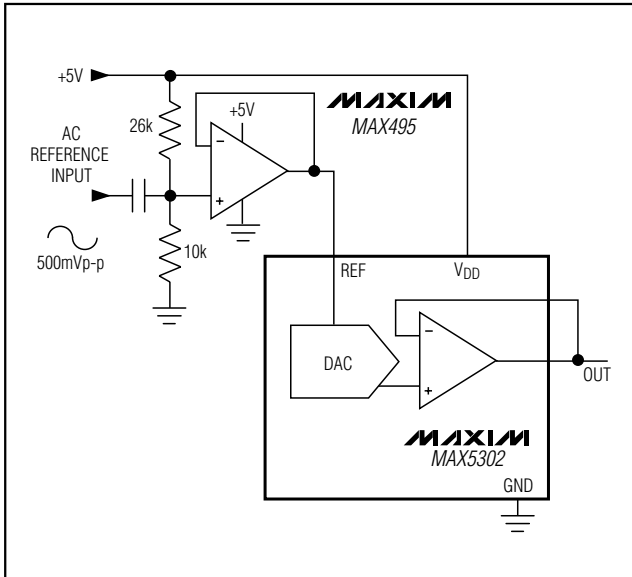 +5V
26k
+5V
MAXIM
MAX495
AC
REFERENCE
INPUT
−
+
500mVp-p
10k
REF
VDD
DAC
−
+
OUT
MAXIM
MAX5302
GND